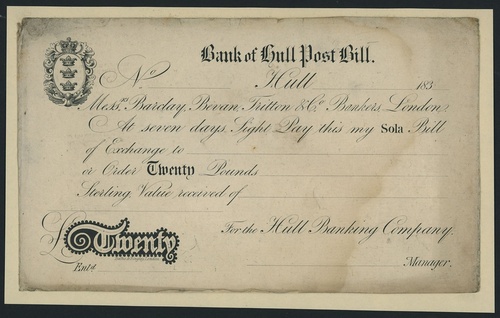 Bank of Hull Post Bill.
No Hull 183
Messrs. Barclay, Bevan, Tritton & Co. Bankers, London.
At seven days Sight Pay this my Sola Bill
of Exchange to
or Order Twenty Pounds
Sterling Value received of
For the Hull Banking Company.
£ Twenty
Entd. Manager.